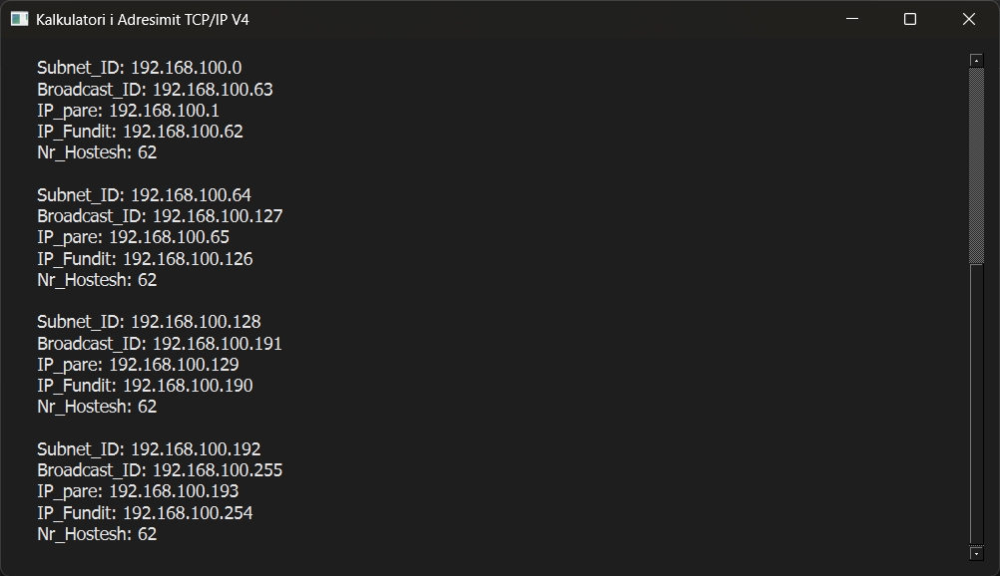 Kalkulatori i Adresimit TCP/IP V4
Subnet_ID: 192.168.100.0
Broadcast_ID: 192.168.100.63
IP_pare: 192.168.100.1
IP_Fundit: 192.168.100.62
Nr_Hostesh: 62
Subnet_ID: 192.168.100.64
Broadcast_ID: 192.168.100.127
IP_pare: 192.168.100.65
IP_Fundit: 192.168.100.126
Nr_Hostesh: 62
Subnet_ID: 192.168.100.128
Broadcast_ID: 192.168.100.191
IP_pare: 192.168.100.129
IP_Fundit: 192.168.100.190
Nr_Hostesh: 62
Subnet_ID: 192.168.100.192
Broadcast_ID: 192.168.100.255
IP_pare: 192.168.100.193
IP_Fundit: 192.168.100.254
Nr_Hostesh: 62